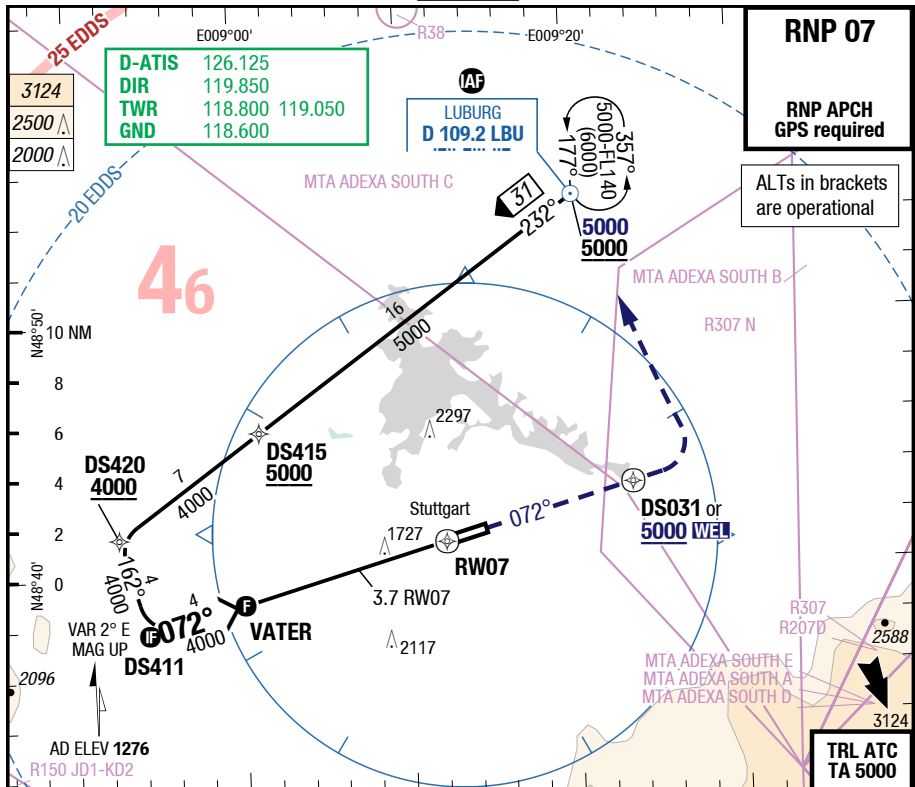 25 EDDS
E009°00'
R38
E009°20'
RNP 07
RNP APCH
GPS required
3124
2500
2000
D-ATIS 126.125
DIR 119.850
TWR 118.800 119.050
GND 118.600
IAF
LUBURG
D 109.2 LBU
357°
5000-FL140
(6000)
177°
ALTs in brackets
are operational
20 EDDS
MTA ADEXA SOUTH C
31
232°
5000
5000
46
MTA ADEXA SOUTH B
R307 N
N48°50'
10 NM
8
6
4
2
0
16
5000
2297
DS415
5000
DS420
4000
7
4000
Stuttgart
072°
DS031 or
5000 WEL
1727
RW07
N48°40'
4
162°
4000
3.7 RW07
4
072°
4000
F
VATER
IF
DS411
VAR 2° E
MAG UP
2117
R307
R207D
2588
MTA ADEXA SOUTH E
MTA ADEXA SOUTH A
MTA ADEXA SOUTH D
2096
3124
AD ELEV 1276
R150 JD1-KD2
TRL ATC
TA 5000